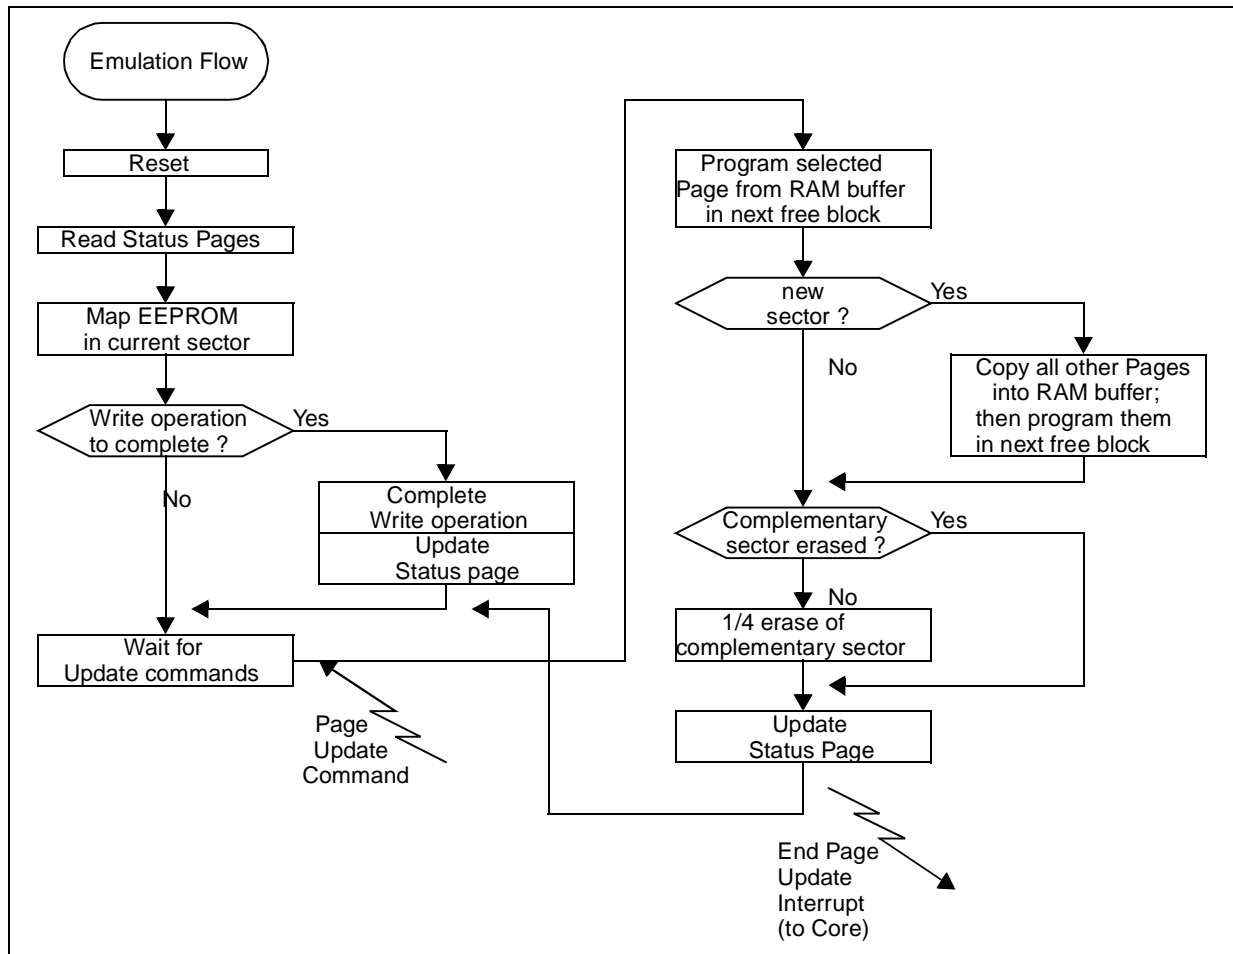 Emulation Flow
Reset
Read Status Pages
Map EEPROM
in current sector
Write operation
to complete ?
Yes
No
Complete
Write operation
Update
Status page
Wait for
Update commands
Page
Update
Command
Program selected
Page from RAM buffer
in next free block
new
sector ?
Yes
No
Copy all other Pages
into RAM buffer;
then program them
in next free block
Complementary
sector erased ?
Yes
No
1/4 erase of
complementary sector
Update
Status Page
End Page
Update
Interrupt
(to Core)